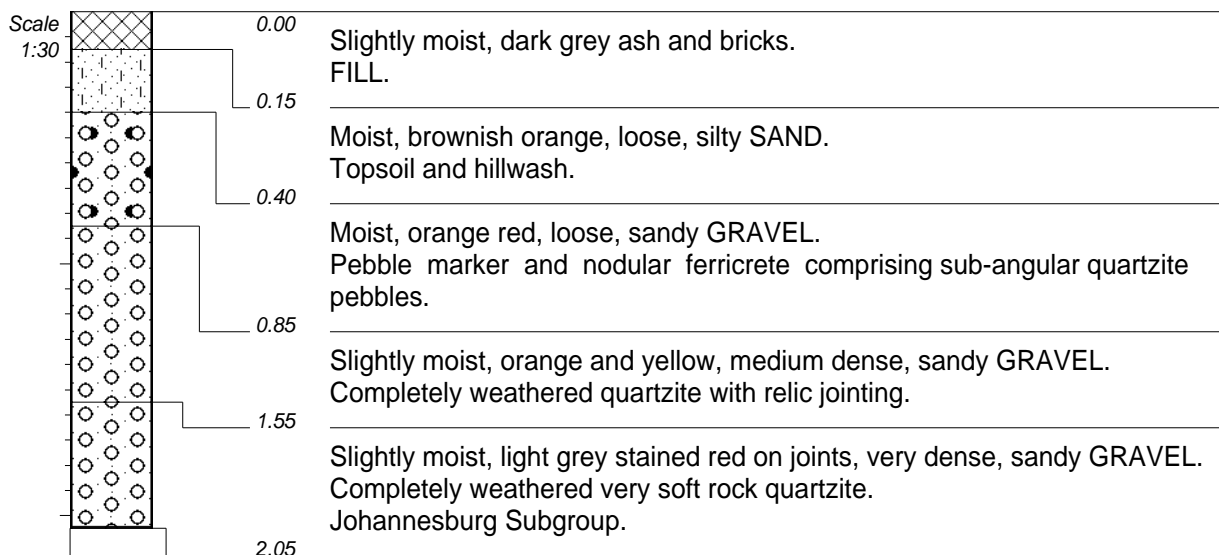 Scale
1:30
0.00
Slightly moist, dark grey ash and bricks.
FILL.
0.15
Moist, brownish orange, loose, silty SAND.
Topsoil and hillwash.
0.40
Moist, orange red, loose, sandy GRAVEL.
Pebble marker and nodular ferricrete comprising sub-angular quartzite
pebbles.
0.85
Slightly moist, orange and yellow, medium dense, sandy GRAVEL.
Completely weathered quartzite with relic jointing.
1.55
Slightly moist, light grey stained red on joints, very dense, sandy GRAVEL.
Completely weathered very soft rock quartzite.
Johannesburg Subgroup.
2.05